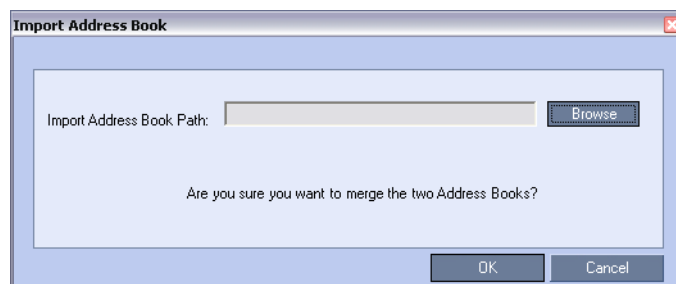 Import Address Book
Import Address Book Path:
Browse
Are you sure you want to merge the two Address Books?
OK
Cancel